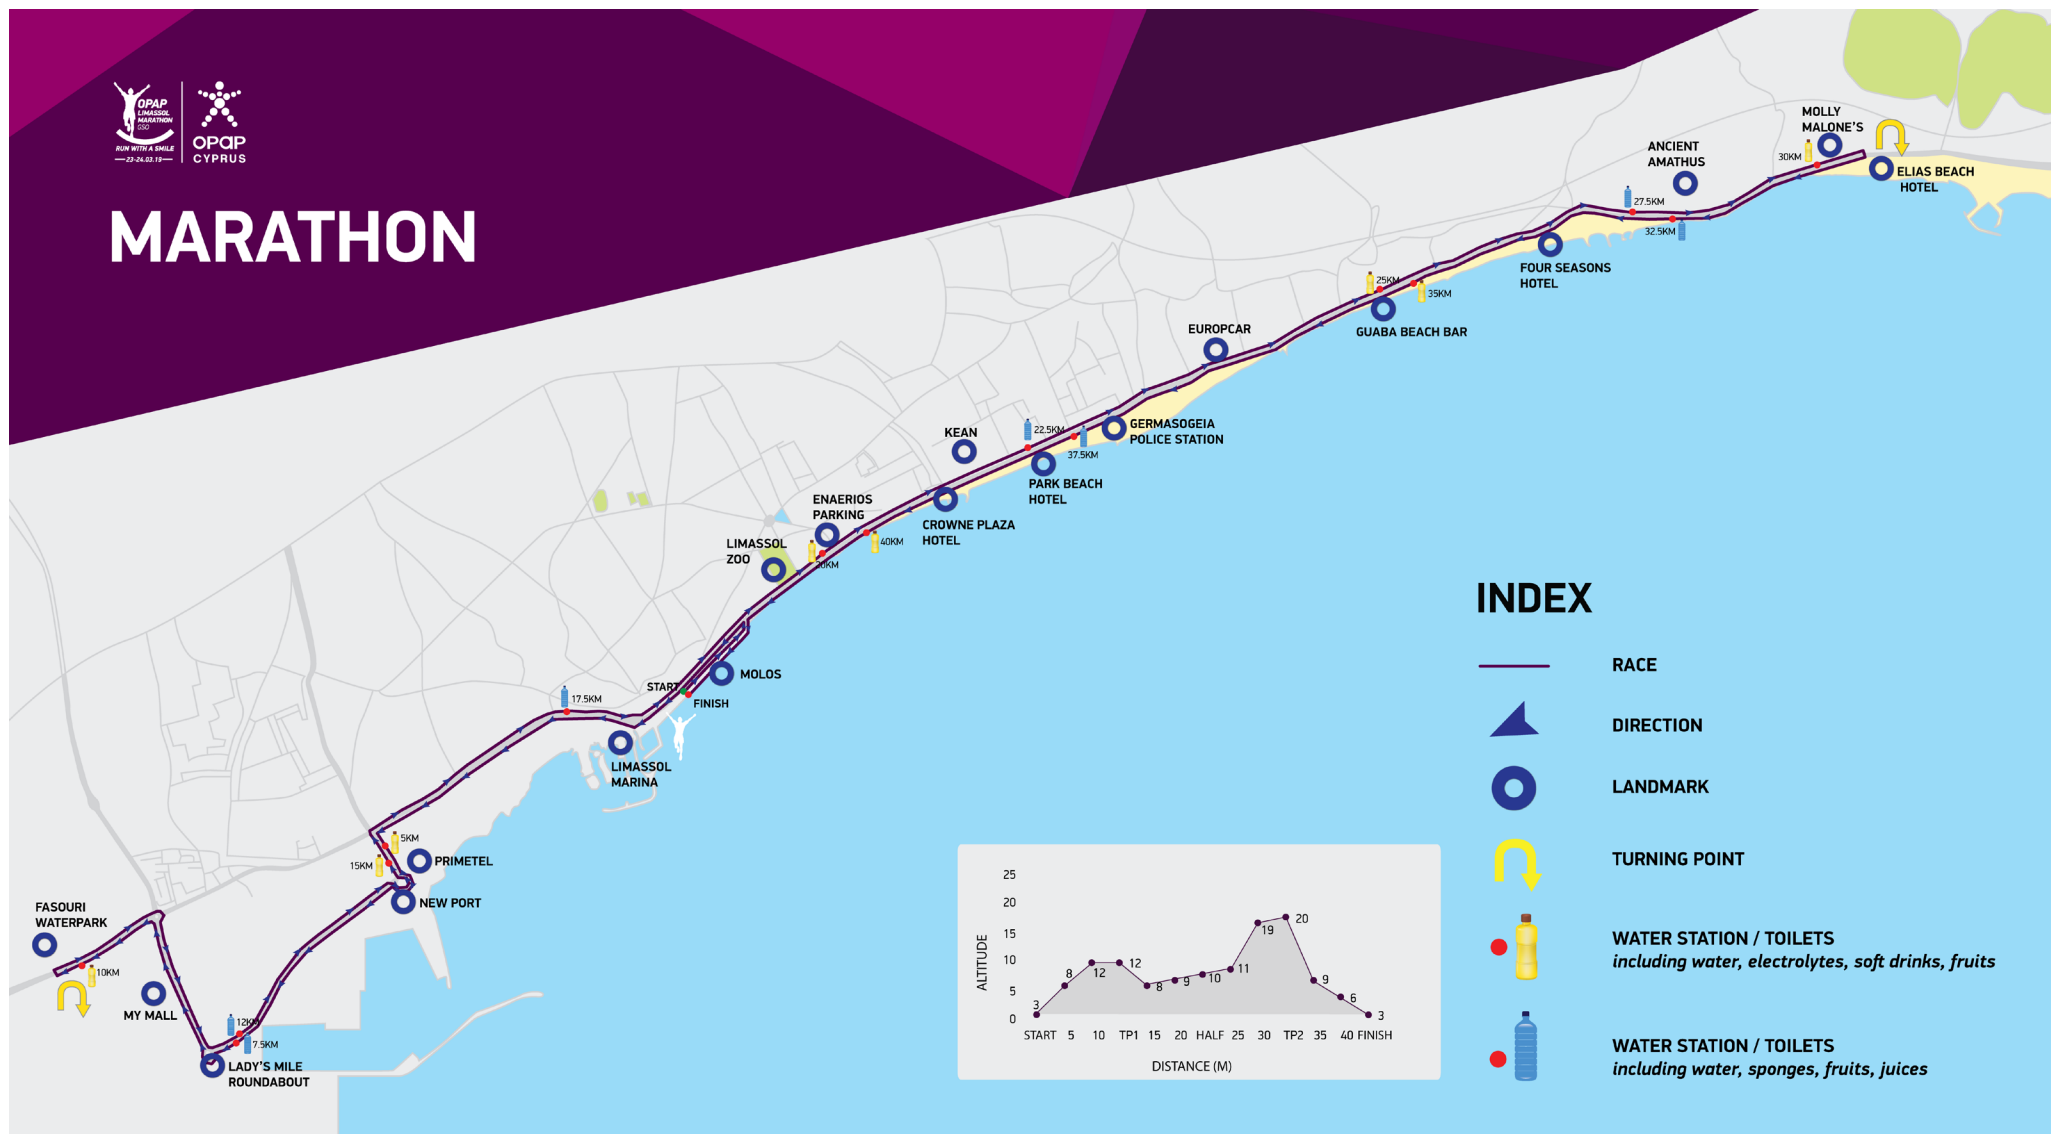 OPAP
LIMASSOL
MARATHON
GSO
RUN WITH A SMILE
23-24.03.19
OPAP
CYPRUS
MARATHON
MOLLY
MALONE'S
30KM
ELIAS BEACH
HOTEL
ANCIENT
AMATHUS
27.5KM
32.5KM
FOUR SEASONS
HOTEL
25KM
35KM
GUABA BEACH BAR
EUROPCAR
GERMASOGEIA
POLICE STATION
KEAN
22.5KM
37.5KM
PARK BEACH
HOTEL
ENAERIOS
PARKING
CROWNE PLAZA
HOTEL
40KM
LIMASSOL
ZOO
20KM
MOLOS
START
FINISH
17.5KM
LIMASSOL
MARINA
5KM
15KM
PRIMETEL
NEW PORT
FASOURI
WATERPARK
10KM
MY MALL
12KM
7.5KM
LADY'S MILE
ROUNDABOUT
INDEX
RACE
DIRECTION
LANDMARK
TURNING POINT
WATER STATION / TOILETS
including water, electrolytes, soft drinks, fruits
WATER STATION / TOILETS
including water, sponges, fruits, juices
ALTITUDE
25
20
15
10
5
0
3 8 12 12 8 9 10 11 19 20 9 6 3
START 5 10 TP1 15 20 HALF 25 30 TP2 35 40 FINISH
DISTANCE (M)